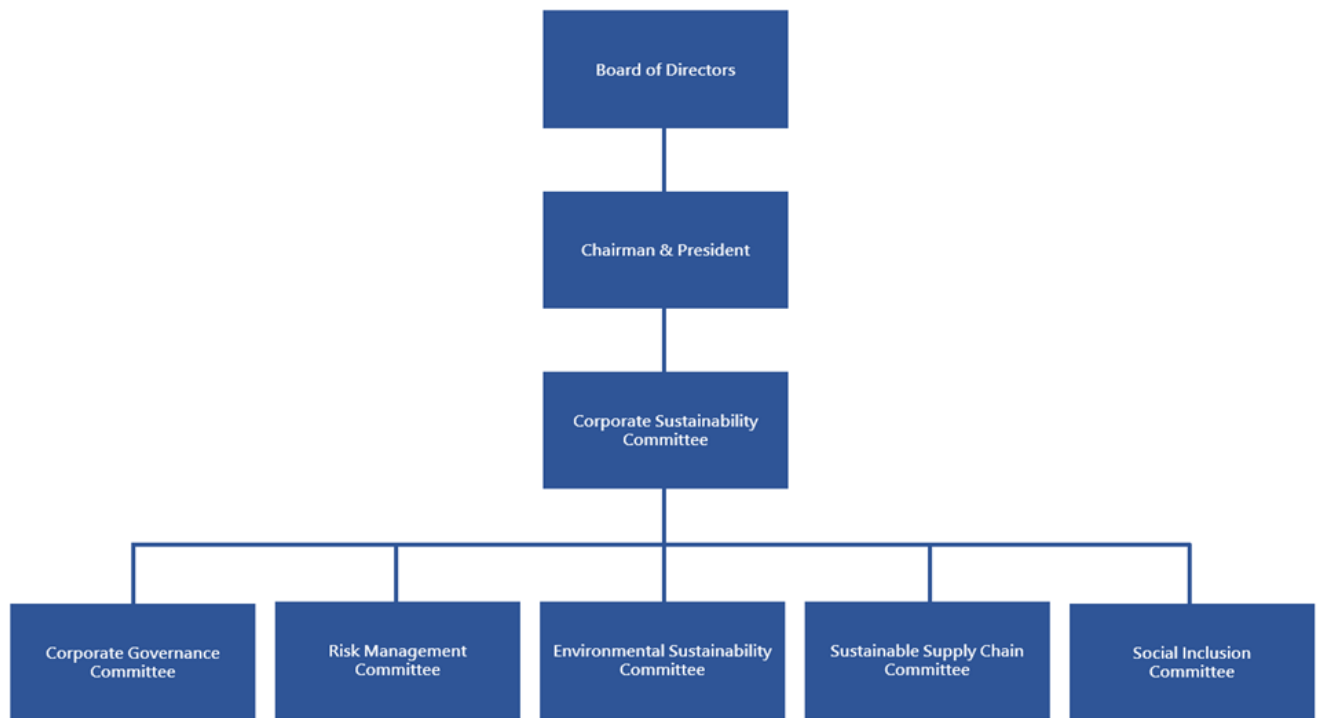 Board of Directors
Chairman & President
Corporate Sustainability
Committee
Corporate Governance
Committee
Risk Management
Committee
Environmental Sustainability
Committee
Sustainable Supply Chain
Committee
Social Inclusion
Committee